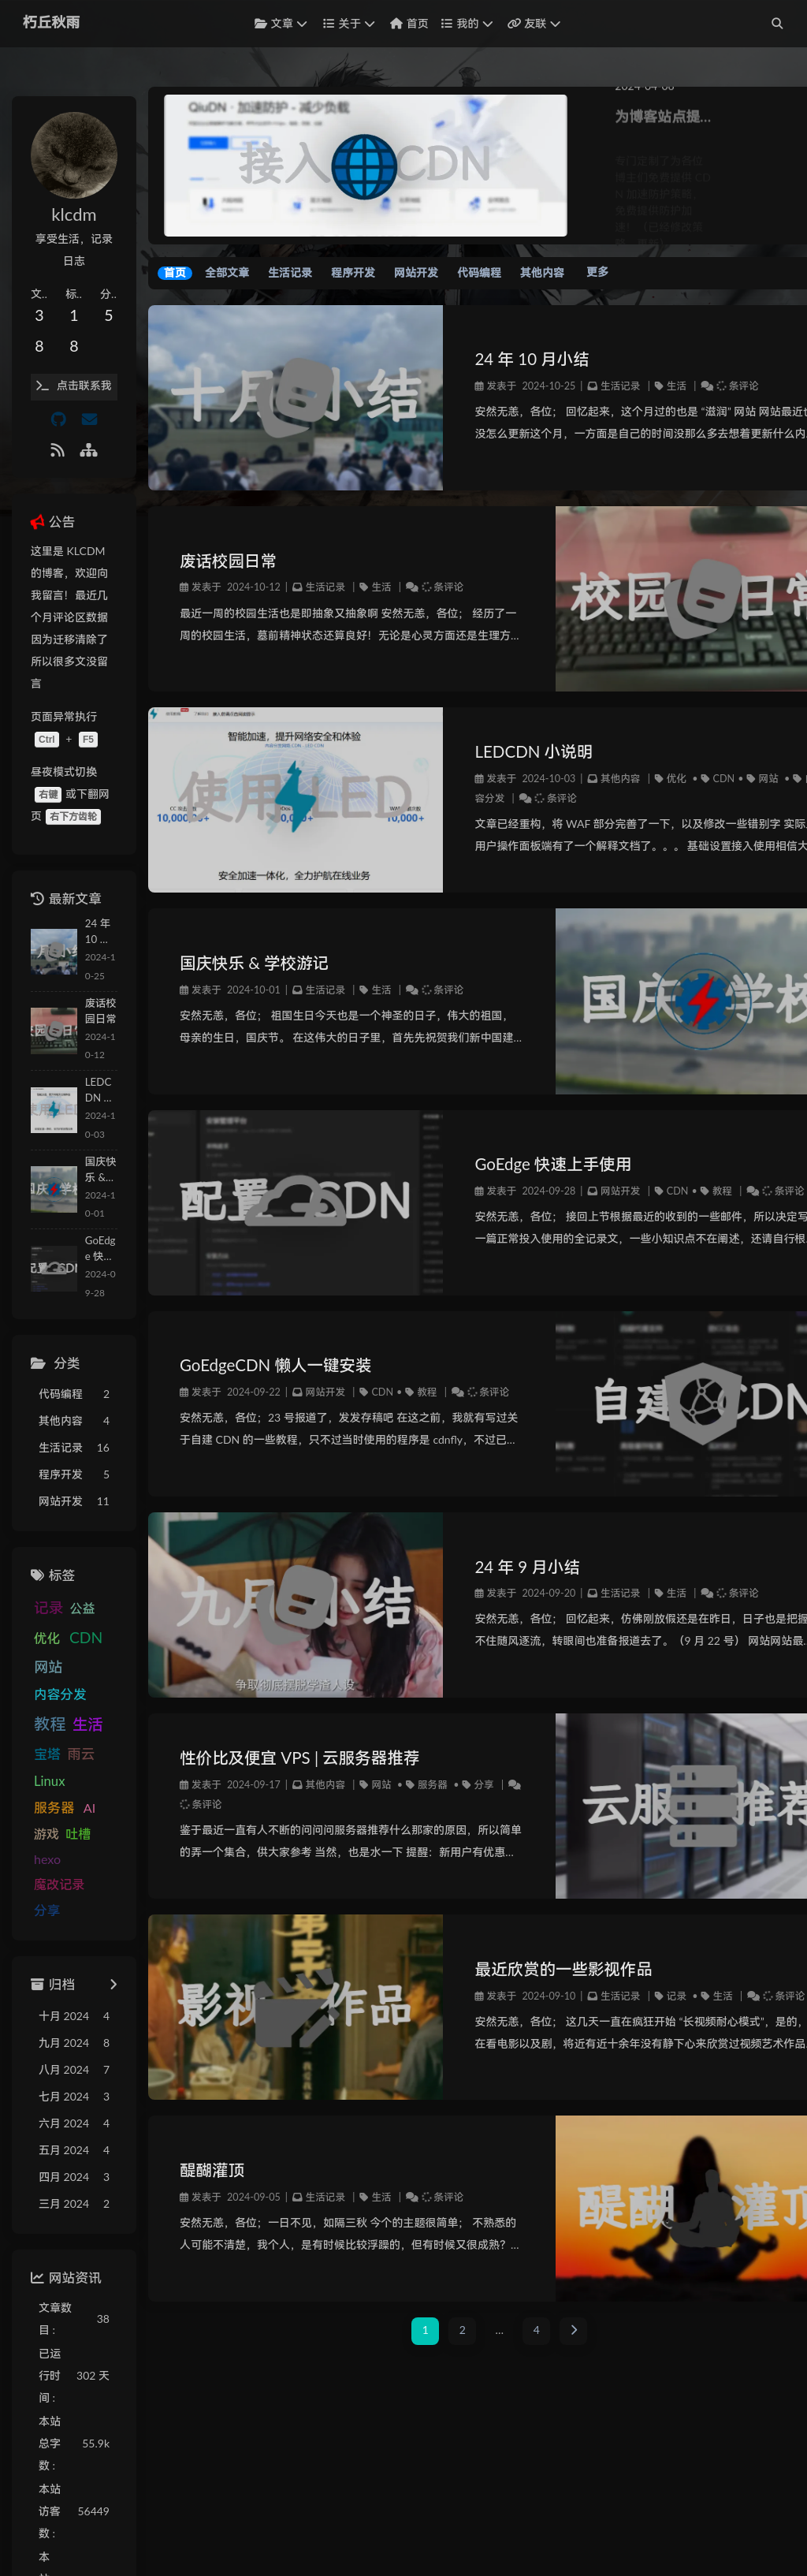 朽丘秋雨
文章
关于
首页
我的
友联
klcdm
享受生活，记录
日志
文..
标..
分..
3
8
1
8
5
点击联系我
公告
这里是 KLCDM
的博客，欢迎向
我留言！最近几
个月评论区数据
因为迁移清除了
所以很多文没留
言
页面异常执行
Ctrl + F5
昼夜模式切换
右键 或下翻网
页 右下方齿轮
最新文章
24 年
10 ...
2024-1
0-25
废话校
园日常
2024-1
0-12
LEDC
DN ...
2024-1
0-03
国庆快
乐 &...
2024-1
0-01
GoEdg
e 快...
2024-0
9-28
分类
代码编程 2
其他内容 4
生活记录 16
程序开发 5
网站开发 11
标签
记录 公益
优化 CDN
网站
内容分发
教程 生活
宝塔 雨云
Linux
服务器 AI
游戏 吐槽
hexo
魔改记录
分享
归档
十月 2024 4
九月 2024 8
八月 2024 7
七月 2024 3
六月 2024 4
五月 2024 4
四月 2024 3
三月 2024 2
网站资讯
文章数
目 :
38
已运
行时
间 :
302 天
本站
总字
数 :
55.9k
本站
访客
数 :
56449
本
QiuDN · 加速防护 - 减少负载
接入 CDN
为博客站点提...
首页 全部文章 生活记录 程序开发 网站开发 代码编程 其他内容 更多
十月小结
24 年 10 月小结
发表于 2024-10-25 | 生活记录 | 生活 | 条评论
安然无恙，各位； 回忆起来，这个月过的也是 “滋润” 网站 网站最近也
没怎么更新这个月，一方面是自己的时间没那么多去想着更新什么内
废话校园日常
发表于 2024-10-12 | 生活记录 | 生活 | 条评论
最近一周的校园生活也是即抽象又抽象啊 安然无恙，各位； 经历了一
周的校园生活，墓前精神状态还算良好！无论是心灵方面还是生理方...
校园日常
智能加速，提升网络安全和体验
使用 LED
10,000
10,000 +
安全加速一体化，全力护航在线业务
LEDCDN 小说明
发表于 2024-10-03 | 其他内容 | 优化 • CDN • 网站 •
容分发 | 条评论
文章已经重构，将 WAF 部分完善了一下，以及修改一些错别字 实际
用户操作面板端有了一个解释文档了。。。 基础设置接入使用相信大
国庆快乐 & 学校游记
发表于 2024-10-01 | 生活记录 | 生活 | 条评论
安然无恙，各位； 祖国生日今天也是一个神圣的日子，伟大的祖国，
母亲的生日，国庆节。 在这伟大的日子里，首先先祝贺我们新中国建...
国庆 学校
配置 CDN
GoEdge 快速上手使用
发表于 2024-09-28 | 网站开发 | CDN • 教程 | 条评论
安然无恙，各位； 接回上节根据最近的收到的一些邮件，所以决定写
一篇正常投入使用的全记录文，一些小知识点不在阐述，还请自行根
GoEdgeCDN 懒人一键安装
发表于 2024-09-22 | 网站开发 | CDN • 教程 | 条评论
安然无恙，各位；23 号报道了，发发存稿吧 在这之前，我就有写过关
于自建 CDN 的一些教程，只不过当时使用的程序是 cdnfly，不过已...
自建 CDN
九月小结
争取彻底摆脱学渣人设
24 年 9 月小结
发表于 2024-09-20 | 生活记录 | 生活 | 条评论
安然无恙，各位； 回忆起来，仿佛刚放假还是在昨日，日子也是把握
不住随风逐流，转眼间也准备报道去了。（9 月 22 号） 网站网站最
性价比及便宜 VPS | 云服务器推荐
发表于 2024-09-17 | 其他内容 | 网站 • 服务器 • 分享 |
条评论
鉴于最近一直有人不断的问问问服务器推荐什么那家的原因，所以简单
的弄一个集合，供大家参考 当然，也是水一下 提醒：新用户有优惠...
云服 推荐
影视 作品
最近欣赏的一些影视作品
发表于 2024-09-10 | 生活记录 | 记录 • 生活 | 条评论
安然无恙，各位； 这几天一直在疯狂开始 “长视频耐心模式”，是的，
在看电影以及剧，将近有近十余年没有静下心来欣赏过视频艺术作品
醍醐灌顶
发表于 2024-09-05 | 生活记录 | 生活 | 条评论
安然无恙，各位；一日不见，如隔三秋 今个的主题很简单； 不熟悉的
人可能不清楚，我个人，是有时候比较浮躁的，但有时候又很成熟？...
醍醐灌顶
1 2 ... 4